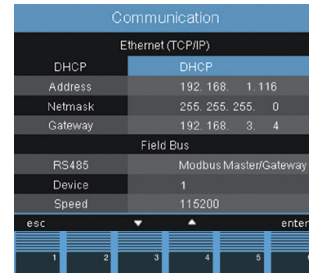 Communication
Ethernet (TCP/IP)
DHCP DHCP
Address 192. 168. 1. 116
Netmask 255. 255. 255. 0
Gateway 192. 168. 3. 4
Field Bus
RS485 Modbus Master/Gateway
Device 1
Speed 115200
esc ▼ ▲ enter
1 2 3 4 5